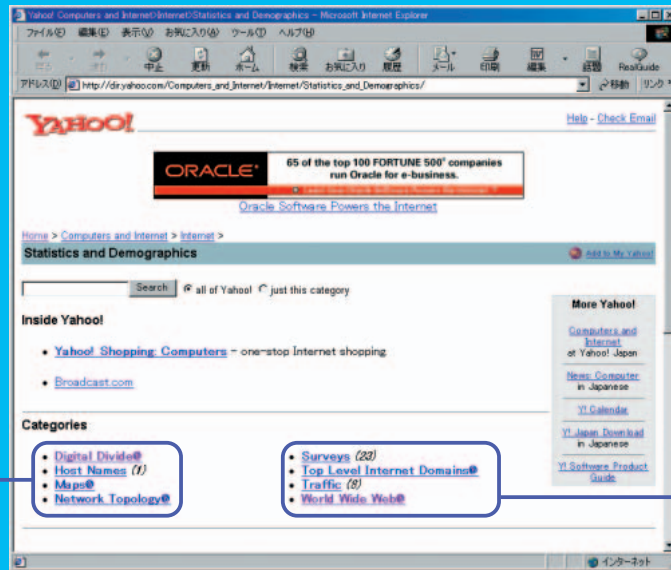 Yahoo! Computers and Internet>Internet>Statistics and Demographics - Microsoft Internet Explorer
ファイル(F) 編集(E) 表示(V) お気に入り(A) ツール(T) ヘルプ(H)
中止 更新 ホーム 検索 お気に入り 履歴 メール 印刷 編集 話題 RealGuide
アドレス(D) http://dir.yahoo.com/Computers_and_Internet/Internet/Statistics_and_Demographics/ 移動 リンク
YAHOO!
Help - Check Email
ORACLE
65 of the top 100 FORTUNE 500® companies
run Oracle for e-business.
Oracle Software Powers the Internet
Home > Computers and Internet > Internet >
Statistics and Demographics
Add to My Yahoo!
Search all of Yahoo! just this category
Inside Yahoo!
Yahoo! Shopping: Computers - one-stop Internet shopping
Broadcast.com
Categories
Digital Divide@
Host Names (1)
Maps@
Network Topology@
Surveys (23)
Top Level Internet Domains@
Traffic (8)
World Wide Web@
More Yahoo!
Computers and
Internet
at Yahoo! Japan
News: Computer
in Japanese
Y! Calendar
Y! Japan Download
in Japanese
Y! Software Product
Guide
インターネット